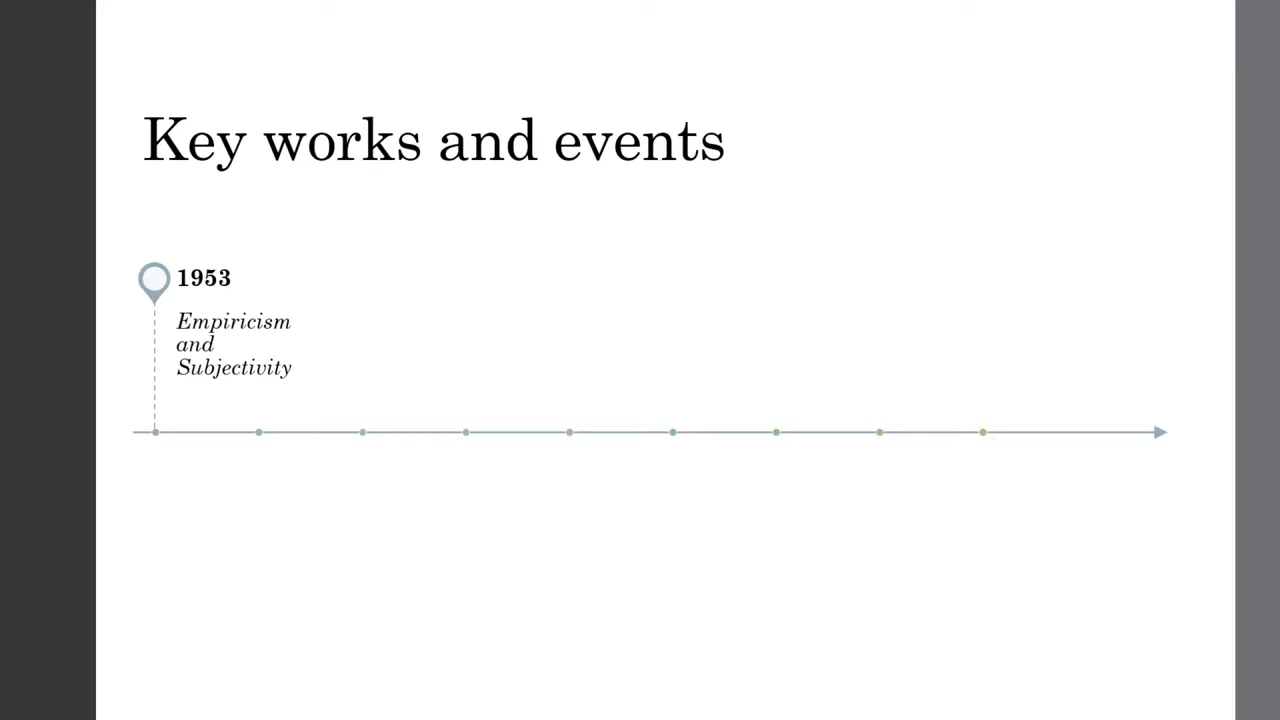 Key works and events
1953
Empiricism
and
Subjectivity